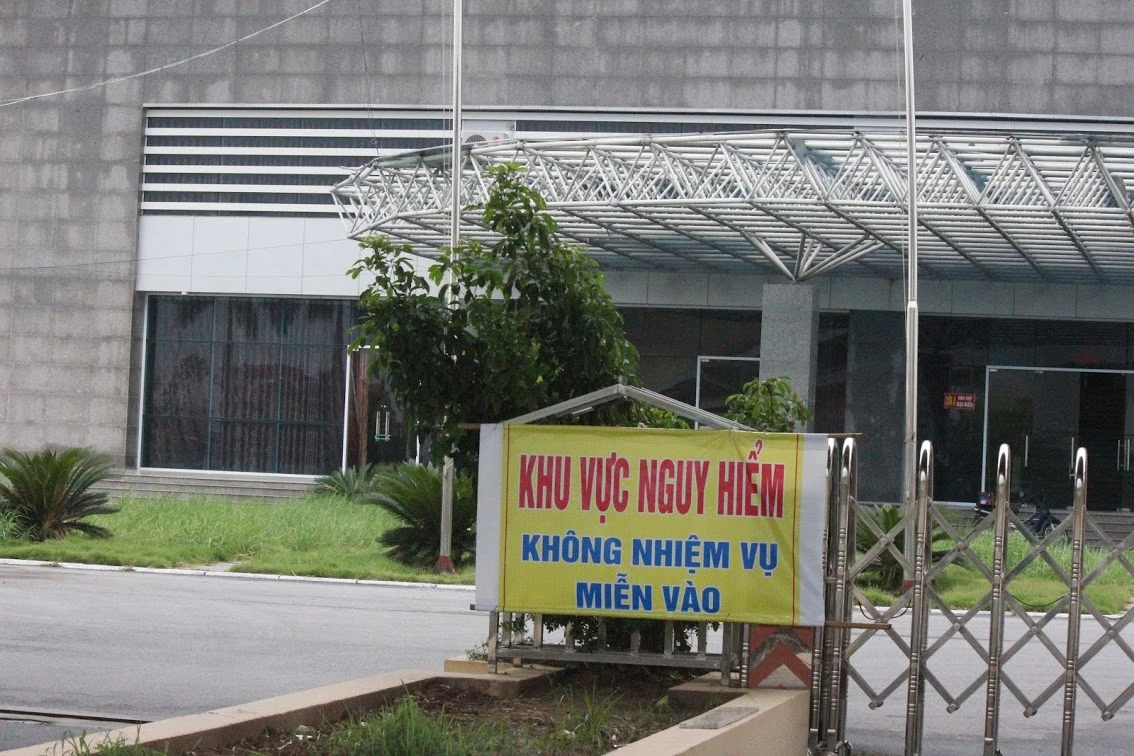 KHU VỰC NGUY HIỂM
KHÔNG NHIỆM VỤ
MIỄN VÀO